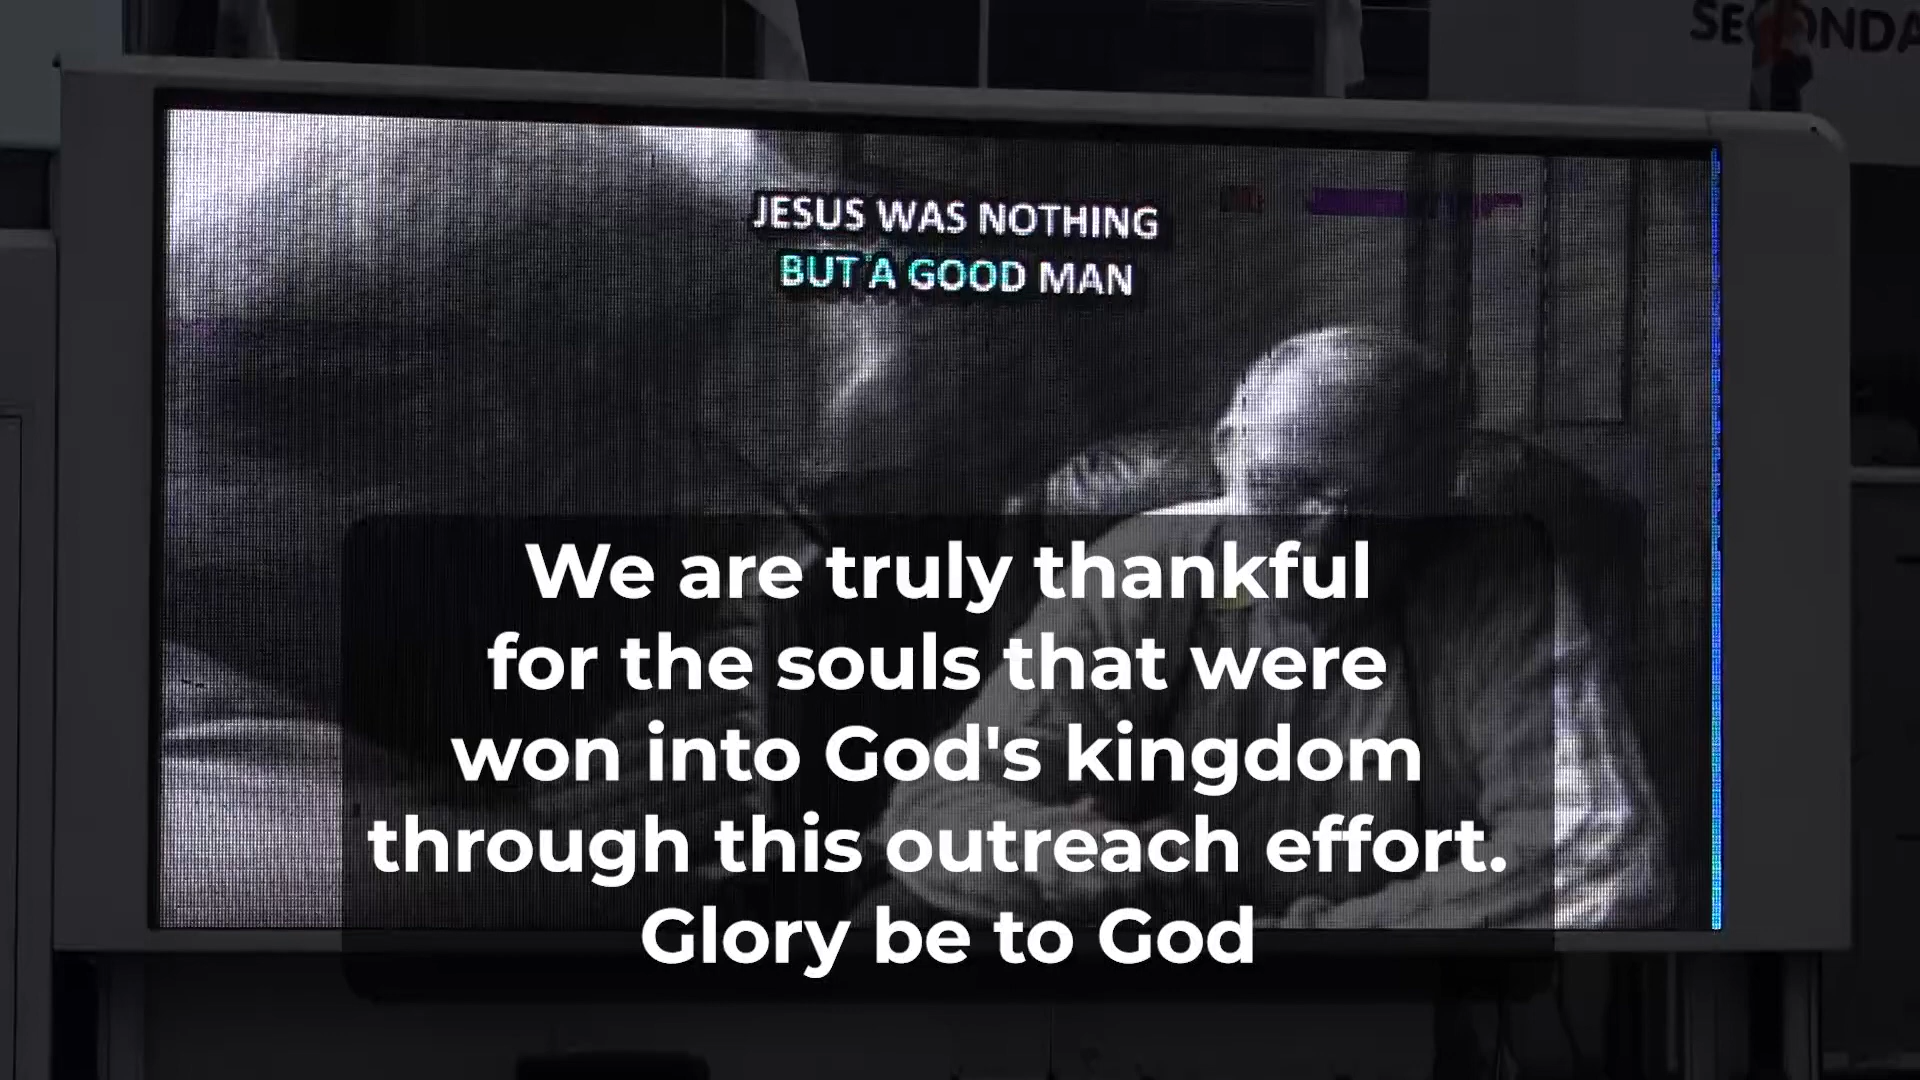 JESUS WAS NOTHING
BUT A GOOD MAN
We are truly thankful
for the souls that were
won into God's kingdom
through this outreach effort.
Glory be to God